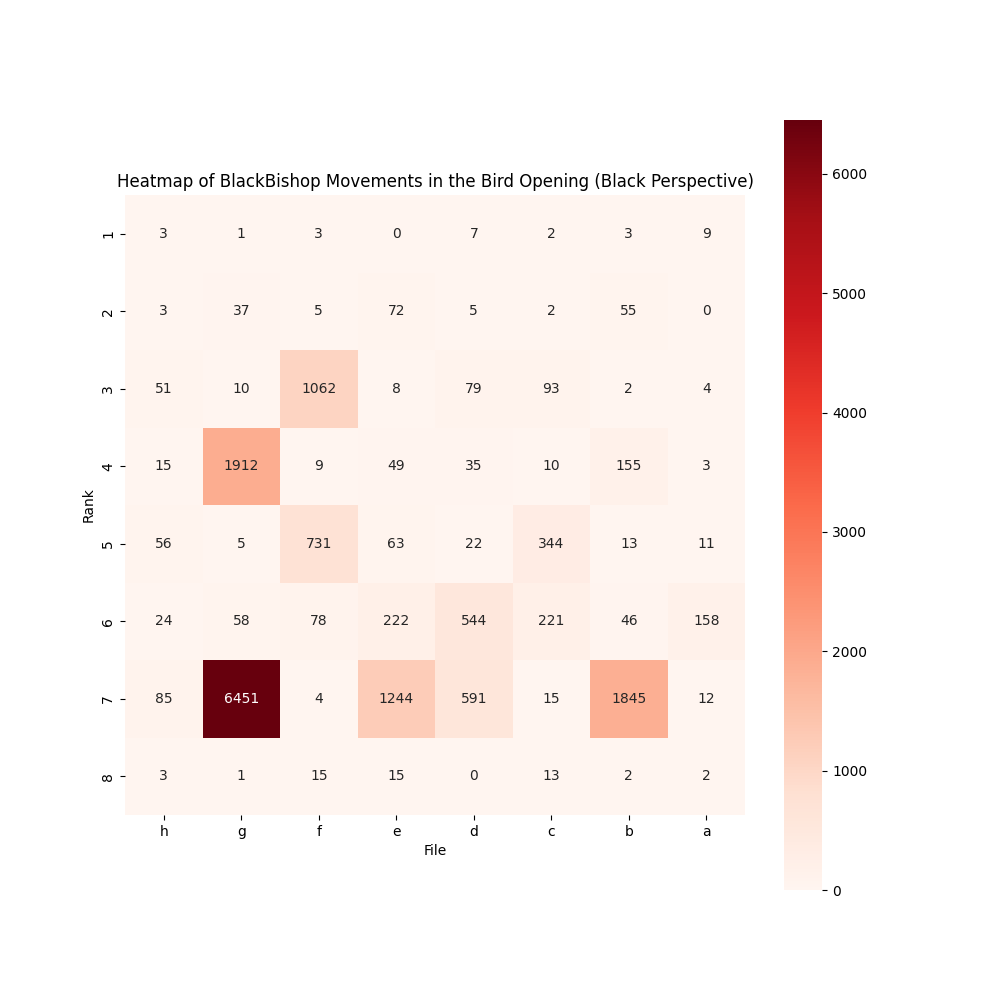 Heatmap of BlackBishop Movements in the Bird Opening (Black Perspective)
6000
1 3 1 3 0 7 2 3 9
5000
2 3 37 5 72 5 2 55 0
3 51 10 1062 8 79 93 2 4
4000
4 15 1912 9 49 35 10 155 3
Rank
3000
5 56 5 731 63 22 344 13 11
6 24 58 78 222 544 221 46 158
2000
7 85 6451 4 1244 591 15 1845 12
1000
8 3 1 15 15 0 13 2 2
h g f e d c b a
File
0